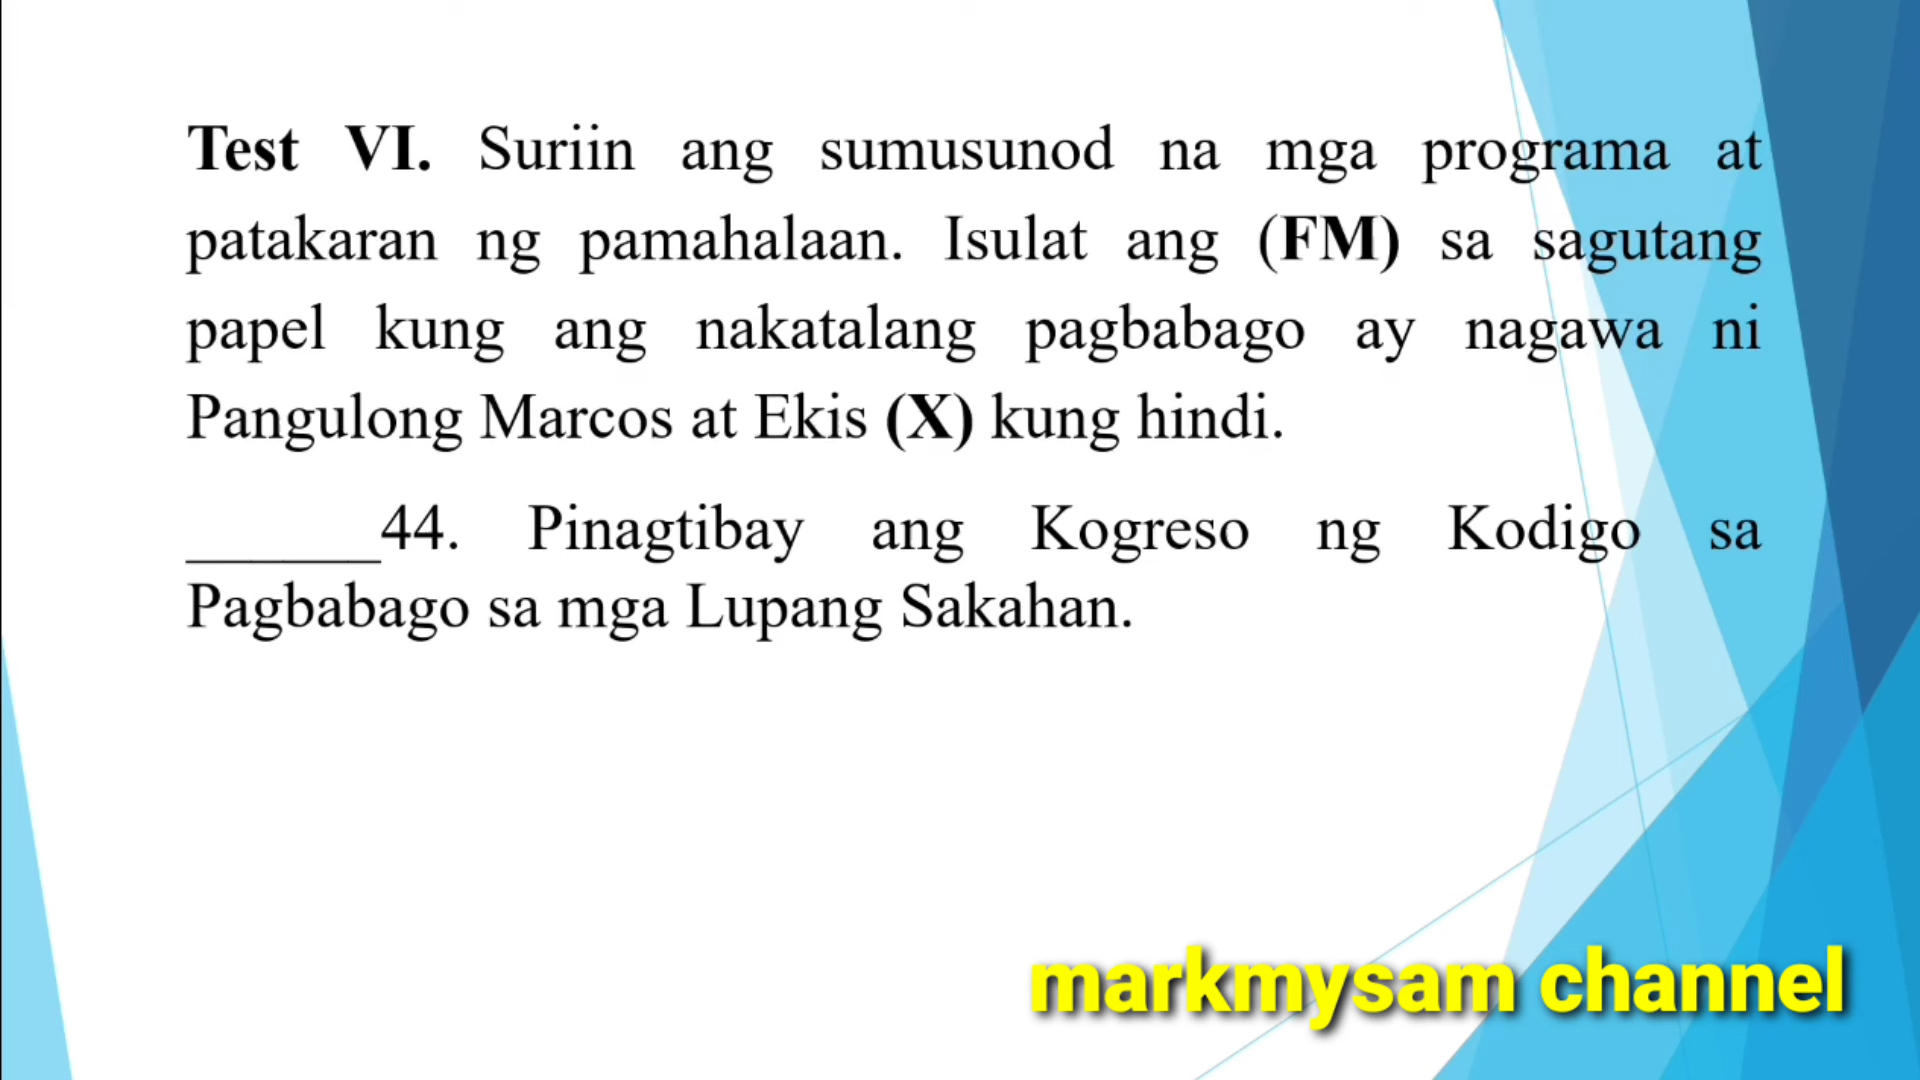 Test VI. Suriin ang sumusunod na mga programa at
patakaran ng pamahalaan. Isulat ang (FM) sa sagutang
papel kung ang nakatalang pagbabago ay nagawa ni
Pangulong Marcos at Ekis (X) kung hindi.
______44. Pinagtibay ang Kogreso ng Kodigo sa
Pagbabago sa mga Lupang Sakahan.
markmysam channel